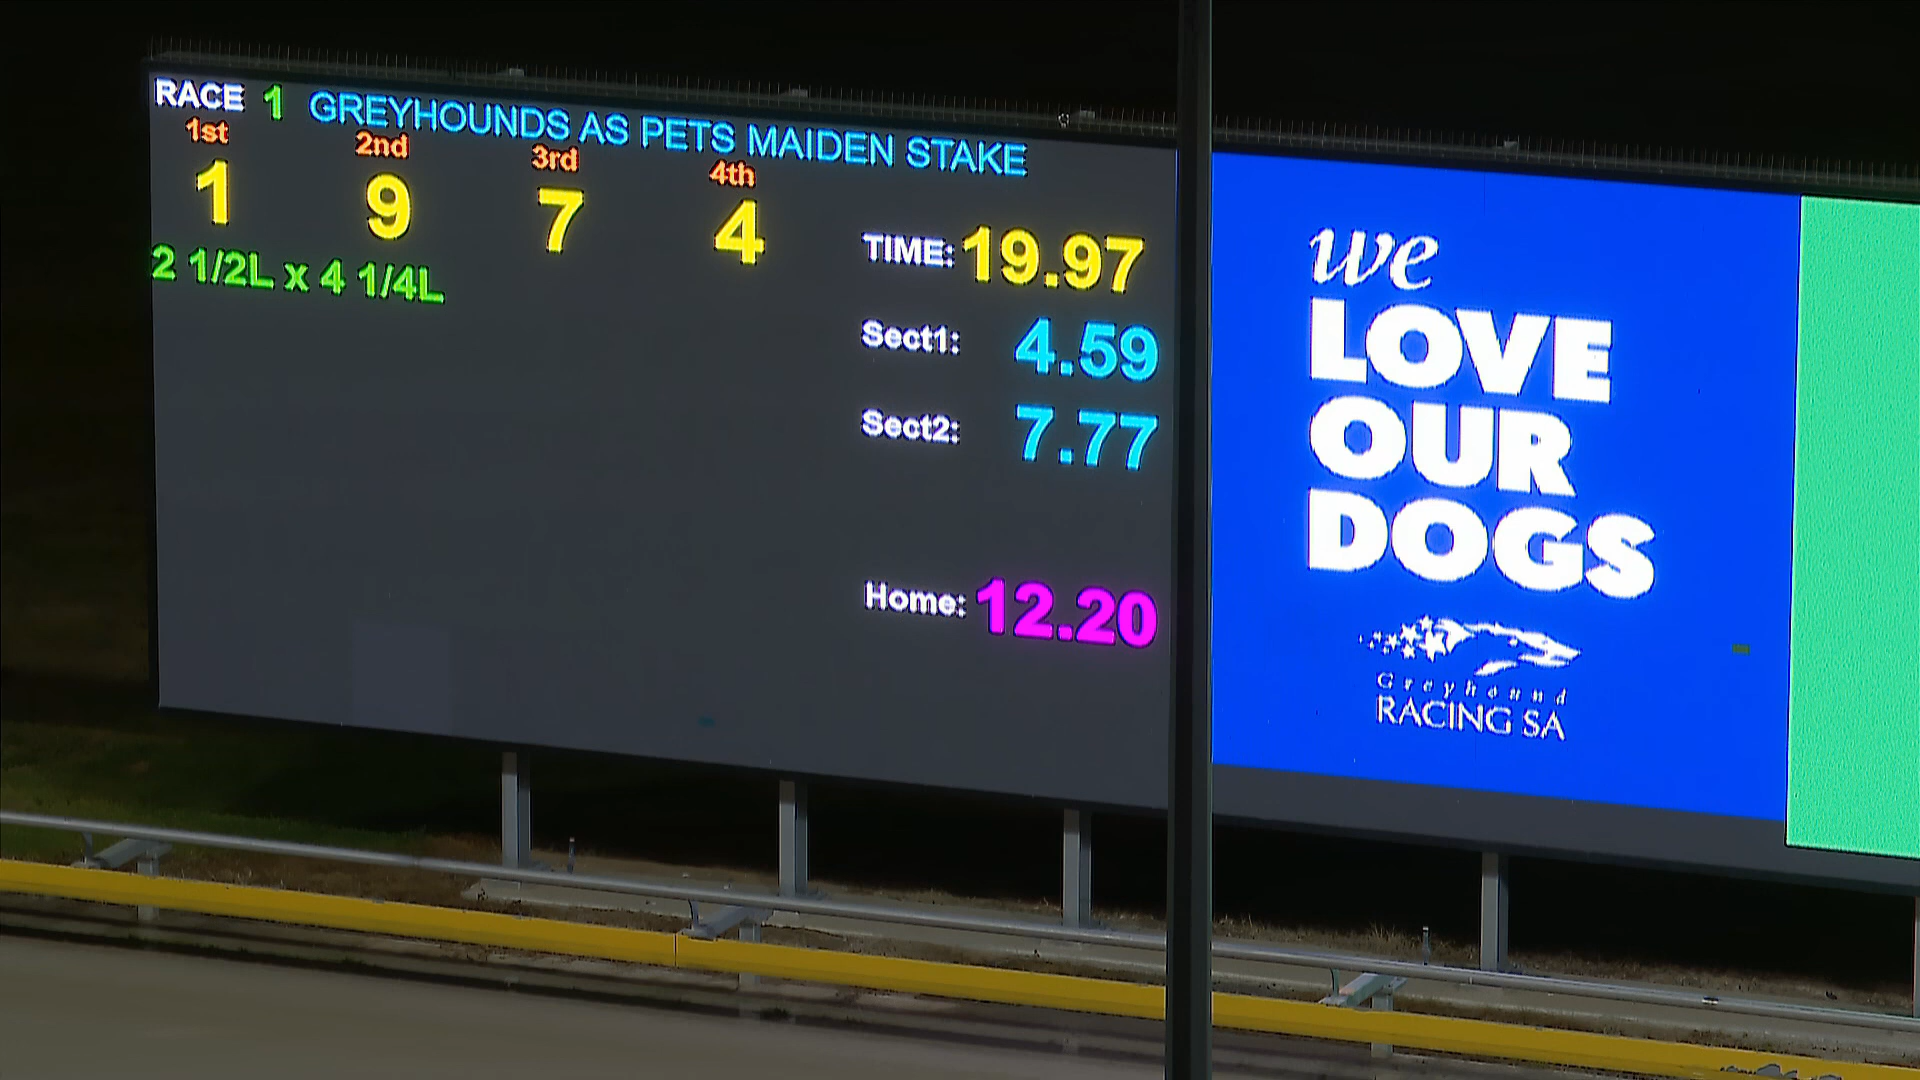 RACE 1 GREYHOUNDS AS PETS MAIDEN STAKE
1st 2nd 3rd 4th
1 9 7 4
2 1/2L x 4 1/4L
TIME: 19.97
Sect1: 4.59
Sect2: 7.77
Home: 12.20
we
LOVE
OUR
DOGS
Greyhound
RACING SA